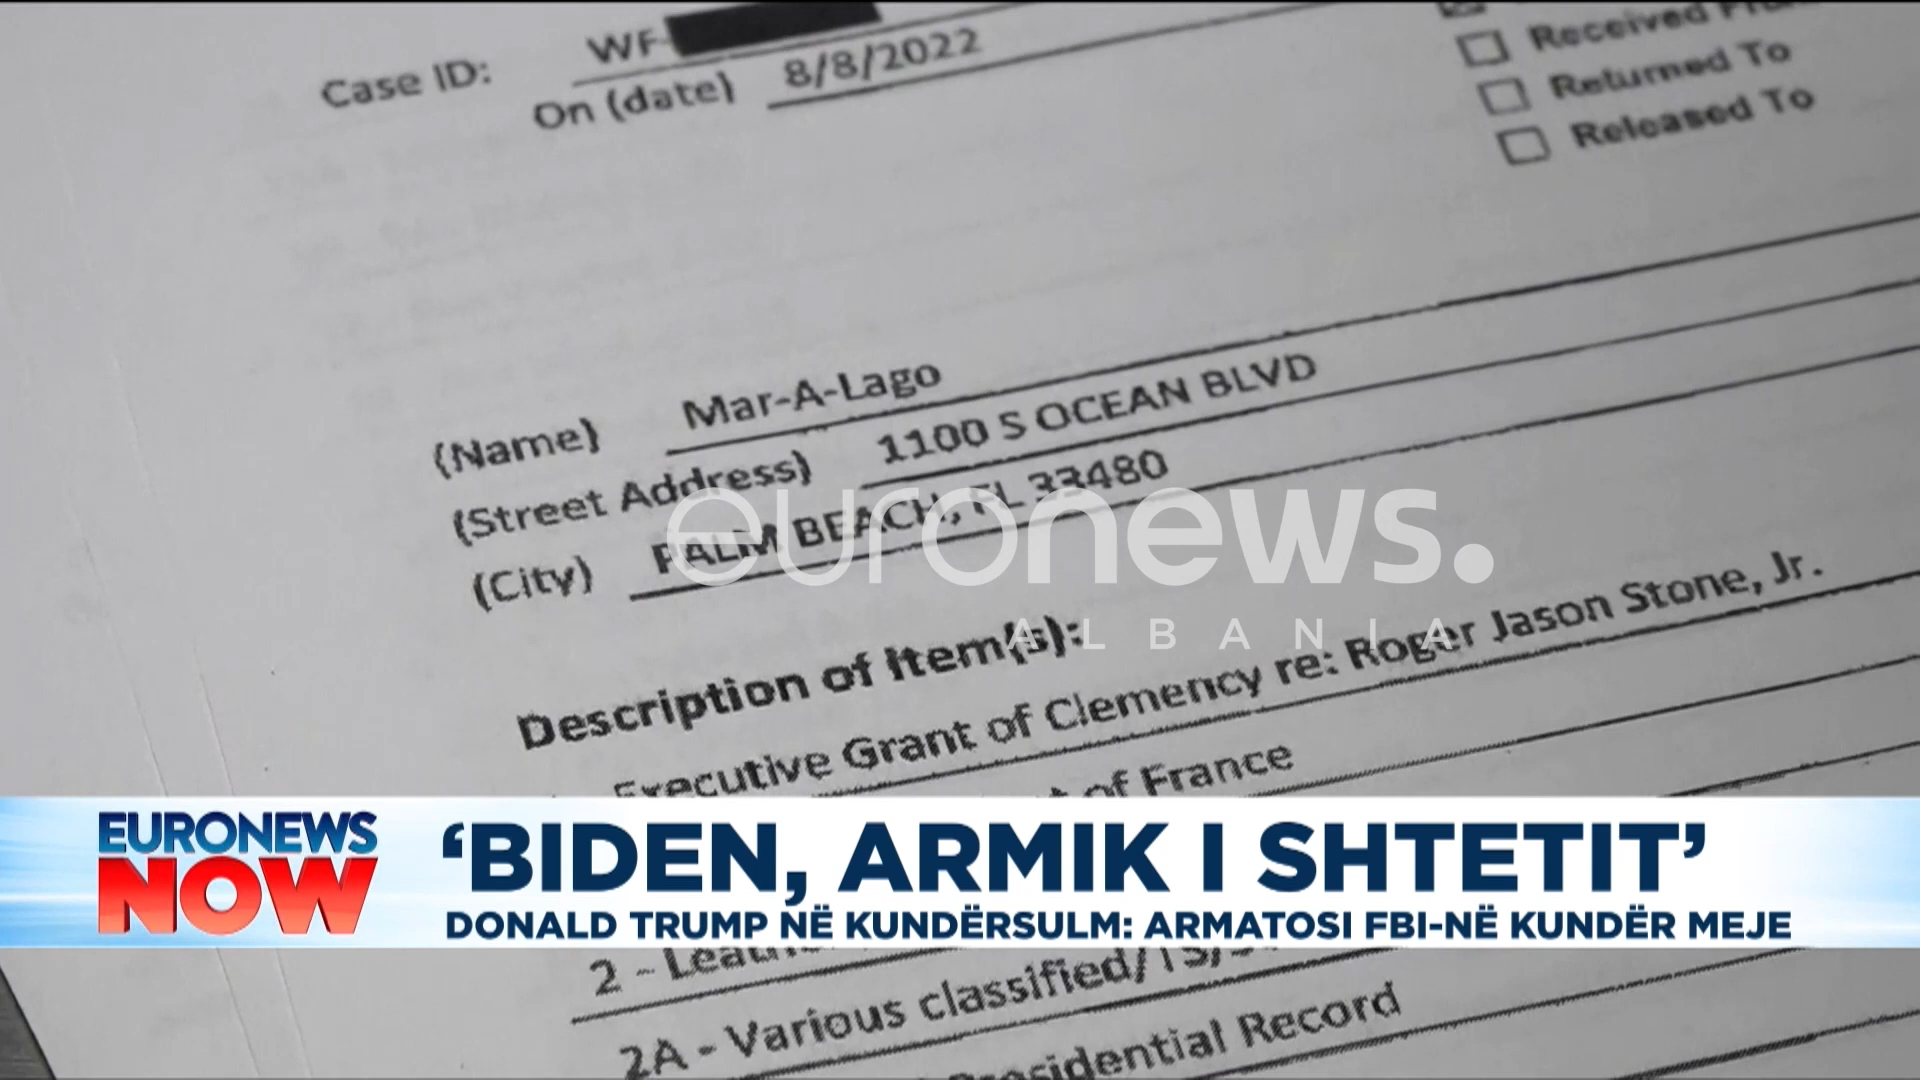 Case ID: WF-
On (date) 8/8/2022
Received
Returned To
Released To
(Name) Mar-A-Lago
(Street Address) 1100 S OCEAN BLVD
(City) PALM BEACH, FL 33480
euronews.
ALBANIA
Description of Item(s):
Executive Grant of Clemency re: Roger Jason Stone, Jr.
of France
EURONEWS
NOW
‘BIDEN, ARMIK I SHTETIT’
DONALD TRUMP NË KUNDËRSULM: ARMATOSI FBI-NË KUNDËR MEJE
2 -
2A - Various classified/
Presidential Record